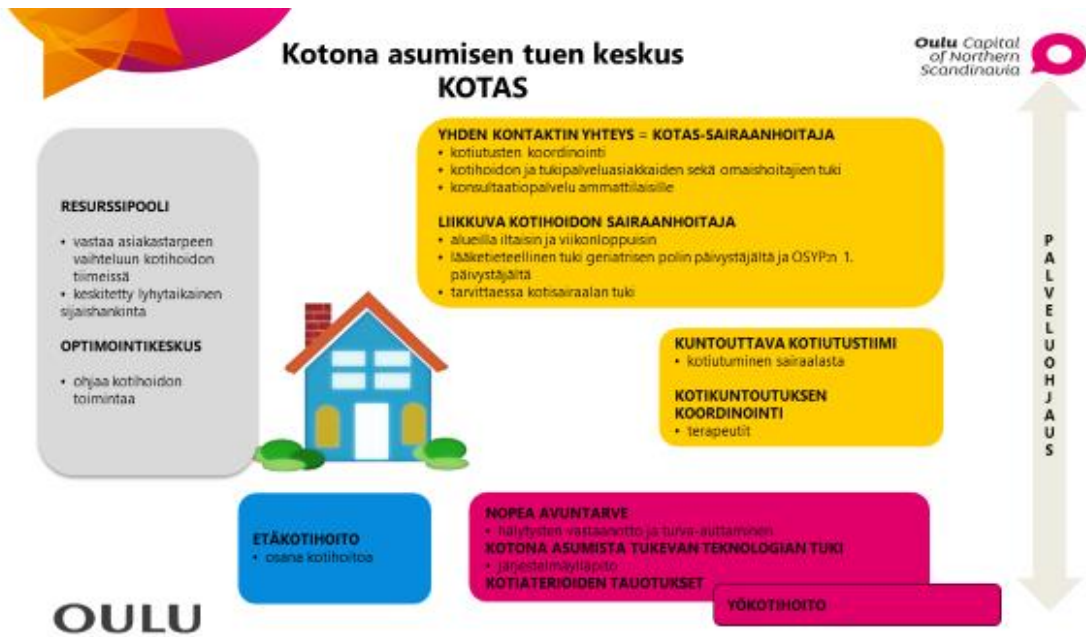 Kotona asumisen tuen keskus
KOTAS
Oulu Capital
of Northern
Scandinavia
RESURSSIPOOLI
• vastaa asiakastarpeen
vaihteluun kotihoidon
tiimeissä
• keskitetty lyhytaikainen
sijaishankinta
OPTIMOINTIKESKUS
• ohjaa kotihoidon
toimintaa
YHDEN KONTAKTIN YHTEYS = KOTAS-SAIRAANHOITAJA
• kotiutusten koordinointi
• kotihoidon ja tukipalveluasiakkaiden sekä omaishoitajien tuki
• konsultaatiopalvelu ammattilaisille
LIIKKUVA KOTIHOIDON SAIRAANHOITAJA
• alueilla iltaisin ja viikonloppuisin
• lääketieteellinen tuki geriatrisen polin päivystäjältä ja OSYP:n 1.
päivystäjältä
• tarvittaessa kotisairaalan tuki
KUNTOUTTAVA KOTIUTUSTIIMI
• kotiutuminen sairaalasta
KOTIKUNTOUTUKSEN
KOORDINOINTI
• terapeutit
ETÄKOTIHOITO
• osana kotihoitoa
NOPEA AVUNTARVE
• hälytysten vastaanotto ja turva-auttaminen
KOTONA ASUMISTA TUKEVAN TEKNOLOGIAN TUKI
• järjestelmäylläpito
KOTIATERIOIDEN TAUOTUKSET
YÖKOTIHOITO
PALVELUOHJAUS
OULU